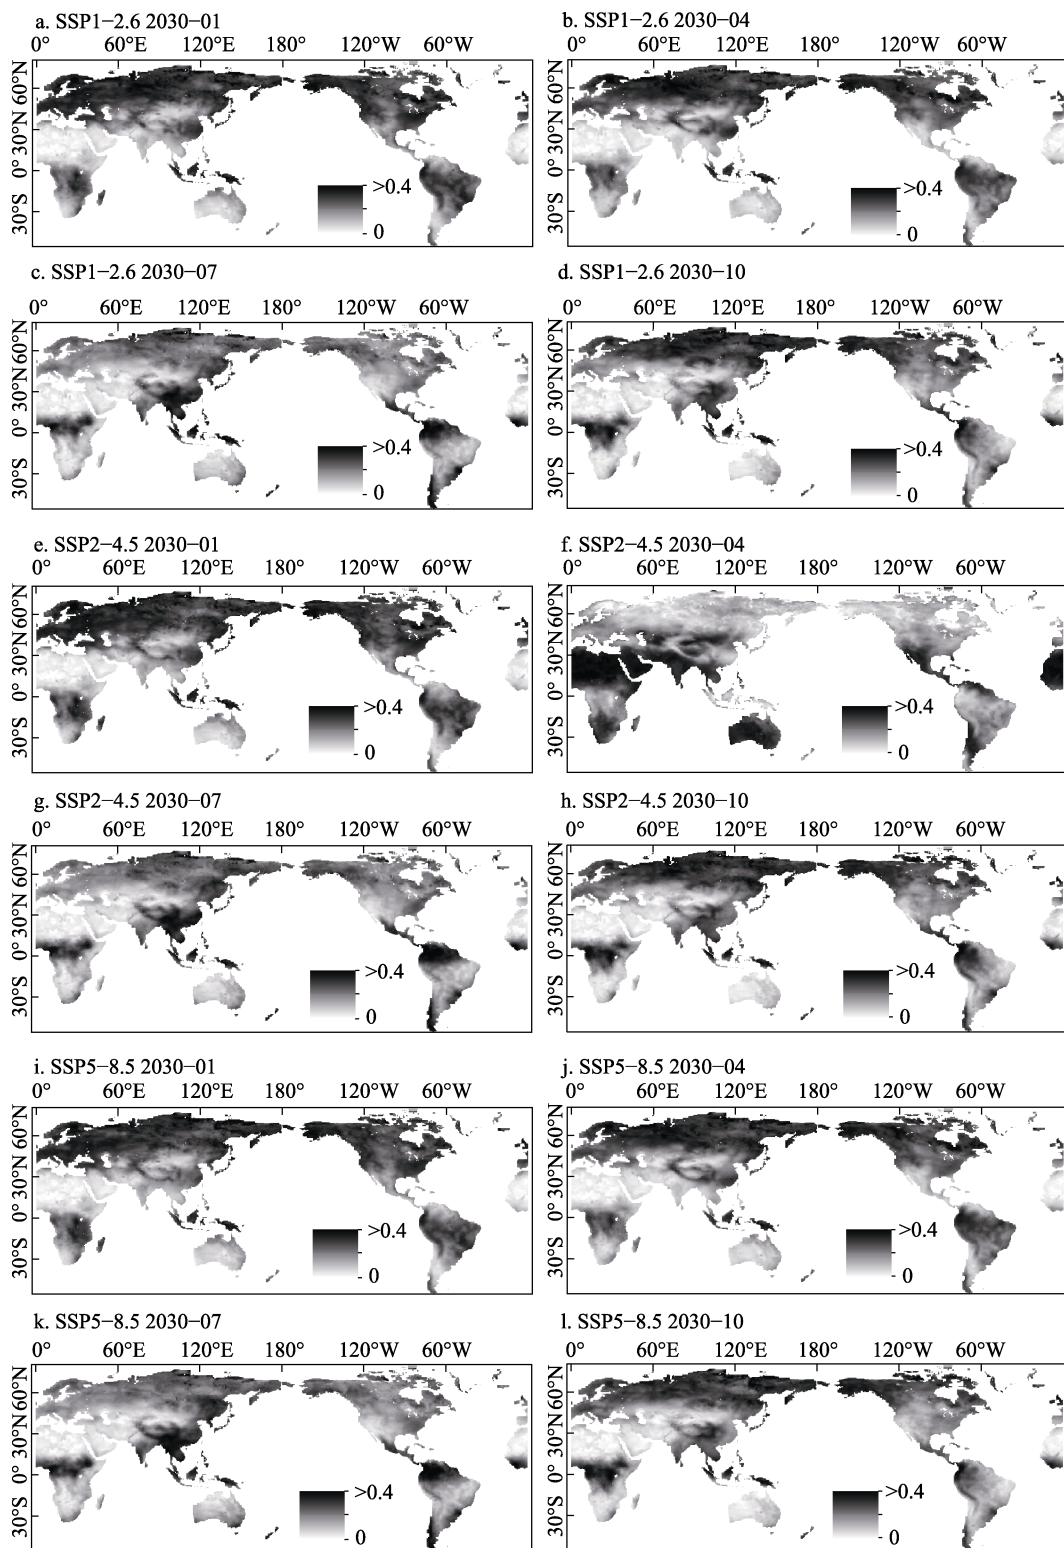 a. SSP1−2.6 2030−01
0° 60°E 120°E 180° 120°W 60°W
60°N
30°N
0°
30°S
>0.4
0
b. SSP1−2.6 2030−04
0° 60°E 120°E 180° 120°W 60°W
60°N
30°N
0°
30°S
>0.4
0
c. SSP1−2.6 2030−07
0° 60°E 120°E 180° 120°W 60°W
60°N
30°N
0°
30°S
>0.4
0
d. SSP1−2.6 2030−10
0° 60°E 120°E 180° 120°W 60°W
60°N
30°N
0°
30°S
>0.4
0
e. SSP2−4.5 2030−01
0° 60°E 120°E 180° 120°W 60°W
60°N
30°N
0°
30°S
>0.4
0
f. SSP2−4.5 2030−04
0° 60°E 120°E 180° 120°W 60°W
60°N
30°N
0°
30°S
>0.4
0
g. SSP2−4.5 2030−07
0° 60°E 120°E 180° 120°W 60°W
60°N
30°N
0°
30°S
>0.4
0
h. SSP2−4.5 2030−10
0° 60°E 120°E 180° 120°W 60°W
60°N
30°N
0°
30°S
>0.4
0
i. SSP5−8.5 2030−01
0° 60°E 120°E 180° 120°W 60°W
60°N
30°N
0°
30°S
>0.4
0
j. SSP5−8.5 2030−04
0° 60°E 120°E 180° 120°W 60°W
60°N
30°N
0°
30°S
>0.4
0
k. SSP5−8.5 2030−07
0° 60°E 120°E 180° 120°W 60°W
60°N
30°N
0°
30°S
>0.4
0
l. SSP5−8.5 2030−10
0° 60°E 120°E 180° 120°W 60°W
60°N
30°N
0°
30°S
>0.4
0